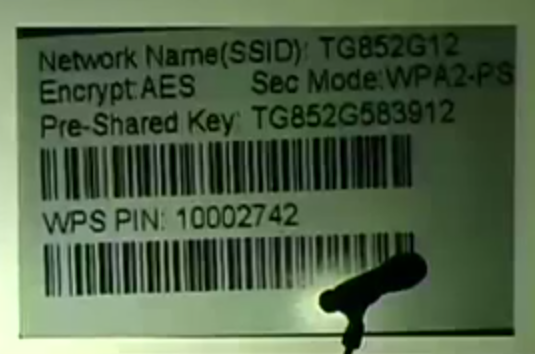 Network Name(SSID): TG852G12
Encrypt:AES Sec Mode:WPA2-PS
Pre-Shared Key: TG852G583912
WPS PIN: 10002742